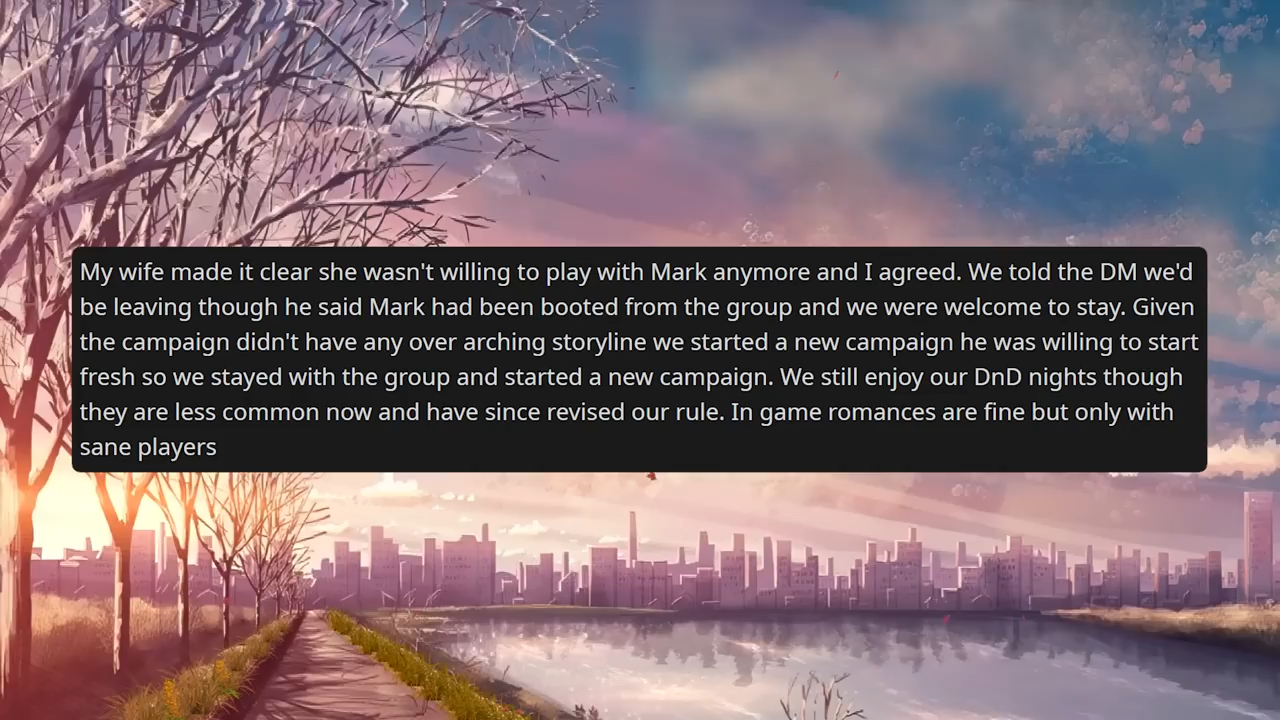 My wife made it clear she wasn't willing to play with Mark anymore and I agreed. We told the DM we'd
be leaving though he said Mark had been booted from the group and we were welcome to stay. Given
the campaign didn't have any over arching storyline we started a new campaign he was willing to start
fresh so we stayed with the group and started a new campaign. We still enjoy our DnD nights though
they are less common now and have since revised our rule. In game romances are fine but only with
sane players